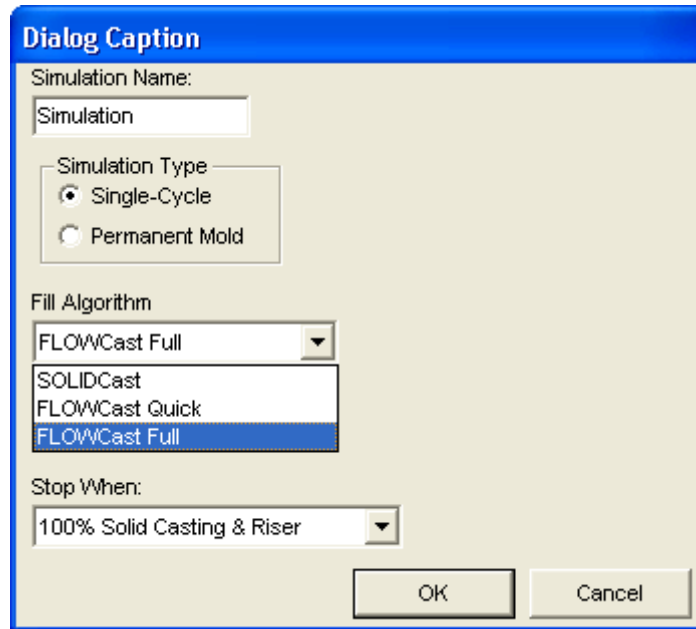 Dialog Caption
Simulation Name:
Simulation
Simulation Type
Single-Cycle
Permanent Mold
Fill Algorithm
FLOWCast Full
SOLIDCast
FLOWCast Quick
FLOWCast Full
Stop When:
100% Solid Casting & Riser
OK Cancel